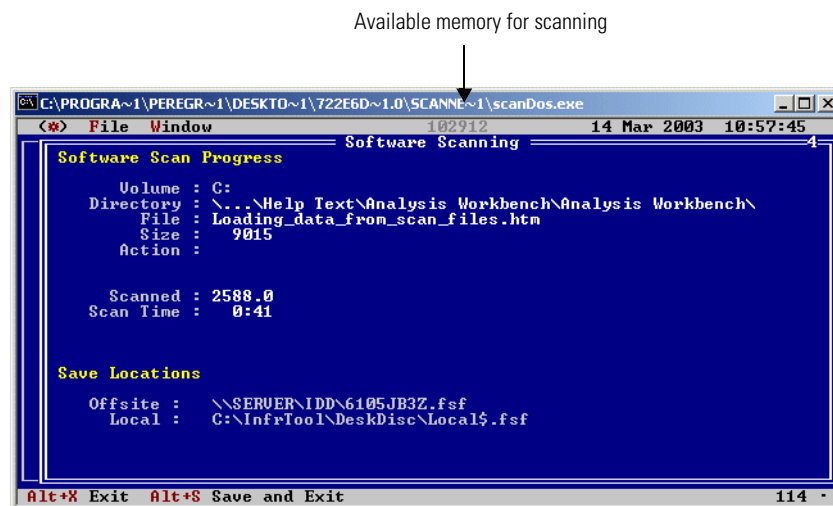 Available memory for scanning
C:\PROGRA~1\PEREGR~1\DESKTO~1\722E6D~1.0\SCANNE~1\scanDos.exe
(*) File Window 102912 14 Mar 2003 10:57:45
Software Scanning 4
Software Scan Progress
Volume : C:
Directory : \...\Help Text\Analysis Workbench\Analysis Workbench\
File : Loading_data_from_scan_files.htm
Size : 9015
Action :
Scanned : 2588.0
Scan Time : 0:41
Save Locations
Offsite : \\SERVER\IDD\6105JB3Z.fsf
Local : C:\InfrTool\DeskDisc\Local$.fsf
Alt+X Exit Alt+S Save and Exit 114